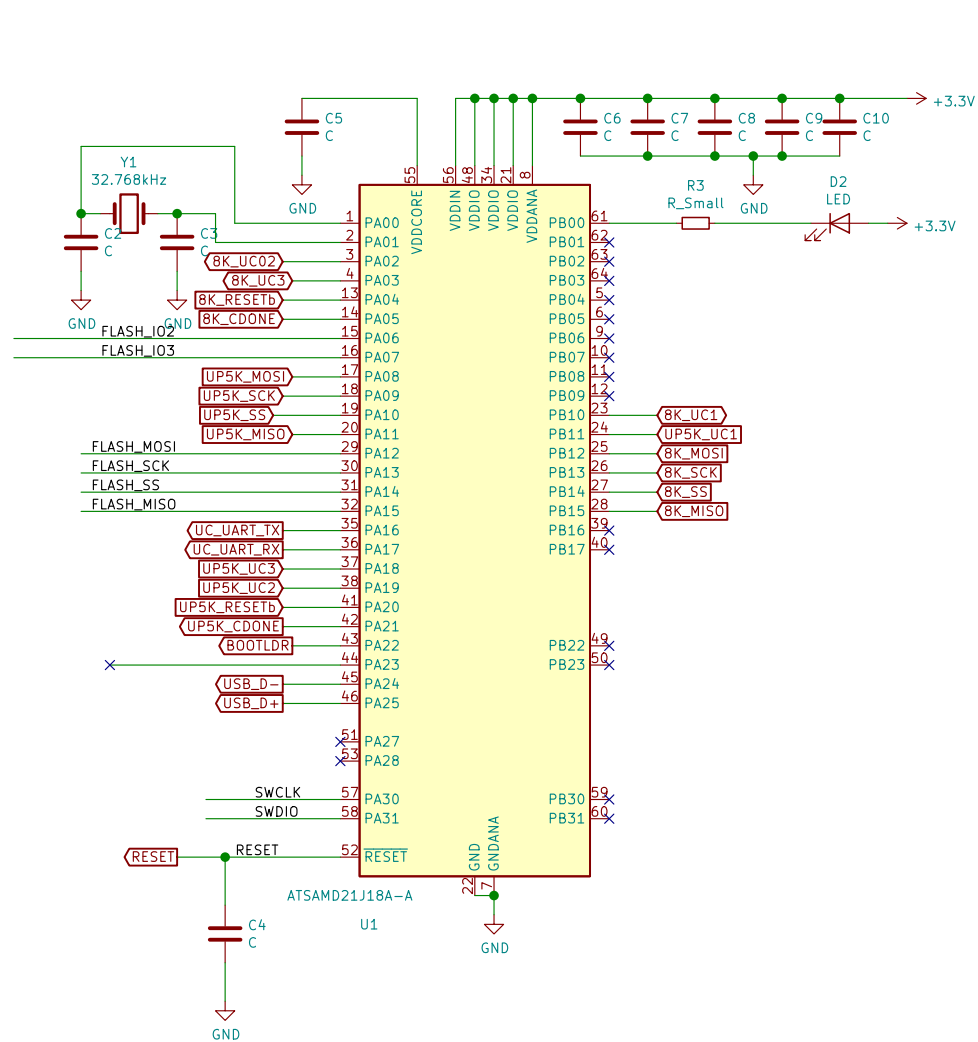 C5
C
GND
C6
C
C7
C
C8
C
C9
C
C10
C
+3.3V
GND
Y1
32.768kHz
C2
C
C3
C
GND
GND
R3
R_Small
D2
LED
+3.3V
55
56
48
34
21
8
VDDCORE
VDDIN
VDDIO
VDDIO
VDDIO
VDDANA
1 PA00
2 PA01
8K_UC02 3 PA02
8K_UC3 4 PA03
8K_RESETb 13 PA04
8K_CDONE 14 PA05
FLASH_IO2 15 PA06
FLASH_IO3 16 PA07
UP5K_MOSI 17 PA08
UP5K_SCK 18 PA09
UP5K_SS 19 PA10
UP5K_MISO 20 PA11
FLASH_MOSI 29 PA12
FLASH_SCK 30 PA13
FLASH_SS 31 PA14
FLASH_MISO 32 PA15
UC_UART_TX 35 PA16
UC_UART_RX 36 PA17
UP5K_UC3 37 PA18
UP5K_UC2 38 PA19
UP5K_RESETb 41 PA20
UP5K_CDONE 42 PA21
BOOTLDR 43 PA22
44 PA23
USB_D- 45 PA24
USB_D+ 46 PA25
51 PA27
53 PA28
SWCLK 57 PA30
SWDIO 58 PA31
RESET RESET 52 RESET
PB00 61
PB01 62
PB02 63
PB03 64
PB04 5
PB05 6
PB06 9
PB07 10
PB08 11
PB09 12
PB10 23 8K_UC1
PB11 24 UP5K_UC1
PB12 25 8K_MOSI
PB13 26 8K_SCK
PB14 27 8K_SS
PB15 28 8K_MISO
PB16 39
PB17 40
PB22 49
PB23 50
PB30 59
PB31 60
GND
GNDANA
22
7
GND
ATSAMD21J18A-A
U1
C4
C
GND